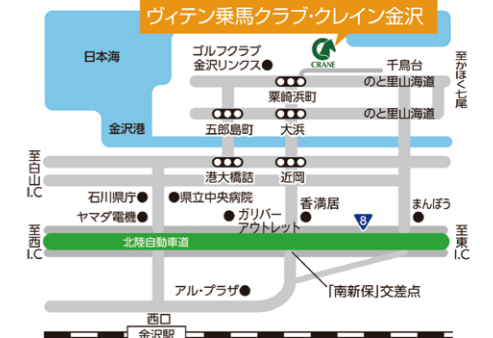 ヴィテン乗馬クラブ・クレイン金沢
日本海
ゴルフクラブ
金沢リンクス
CRANE
千鳥台
至かほく七尾
のと里山海道
粟崎浜町
のと里山海道
金沢港
五郎島町
大浜
至白山I.C
港大橋詰
近岡
石川県庁
県立中央病院
香満居
まんぼう
ヤマダ電機
ガリバー
アウトレット
8
至西I.C
北陸自動車道
至東I.C
アル・プラザ
「南新保」交差点
西口
金沢駅